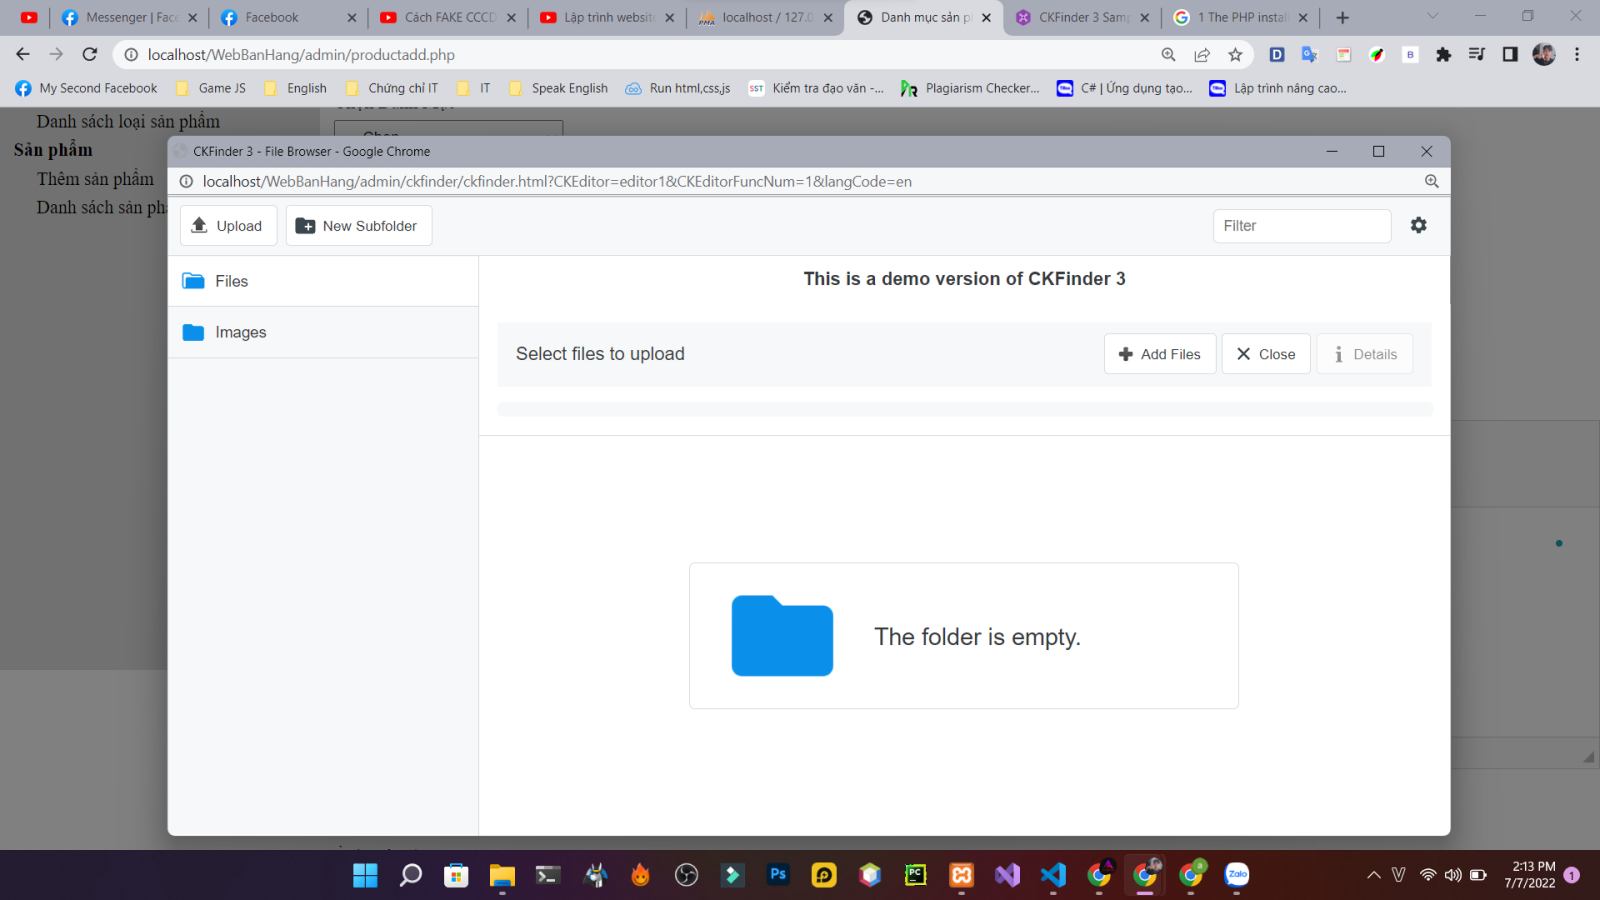 Messenger | Fac
Facebook
Cách FAKE CCCD
Lập trình website
localhost / 127.0
Danh mục sản p
CKFinder 3 Samp
1 The PHP instal
localhost/WebBanHang/admin/productadd.php
My Second Facebook
Game JS
English
Chứng chỉ IT
IT
Speak English
Run html,css,js
SST
Kiểm tra đạo văn -...
Plagiarism Checker...
C# | Ứng dụng tạo...
Lập trình nâng cao...
Danh sách loại sản phẩm
Sản phẩm
Thêm sản phẩm
Danh sách sản ph
CKFinder 3 - File Browser - Google Chrome
localhost/WebBanHang/admin/ckfinder/ckfinder.html?CKEditor=editor1&CKEditorFuncNum=1&langCode=en
Upload
New Subfolder
Filter
Files
Images
This is a demo version of CKFinder 3
Select files to upload
Add Files
Close
Details
The folder is empty.
Ps
PC
Zalo
2:13 PM
7/7/2022
1